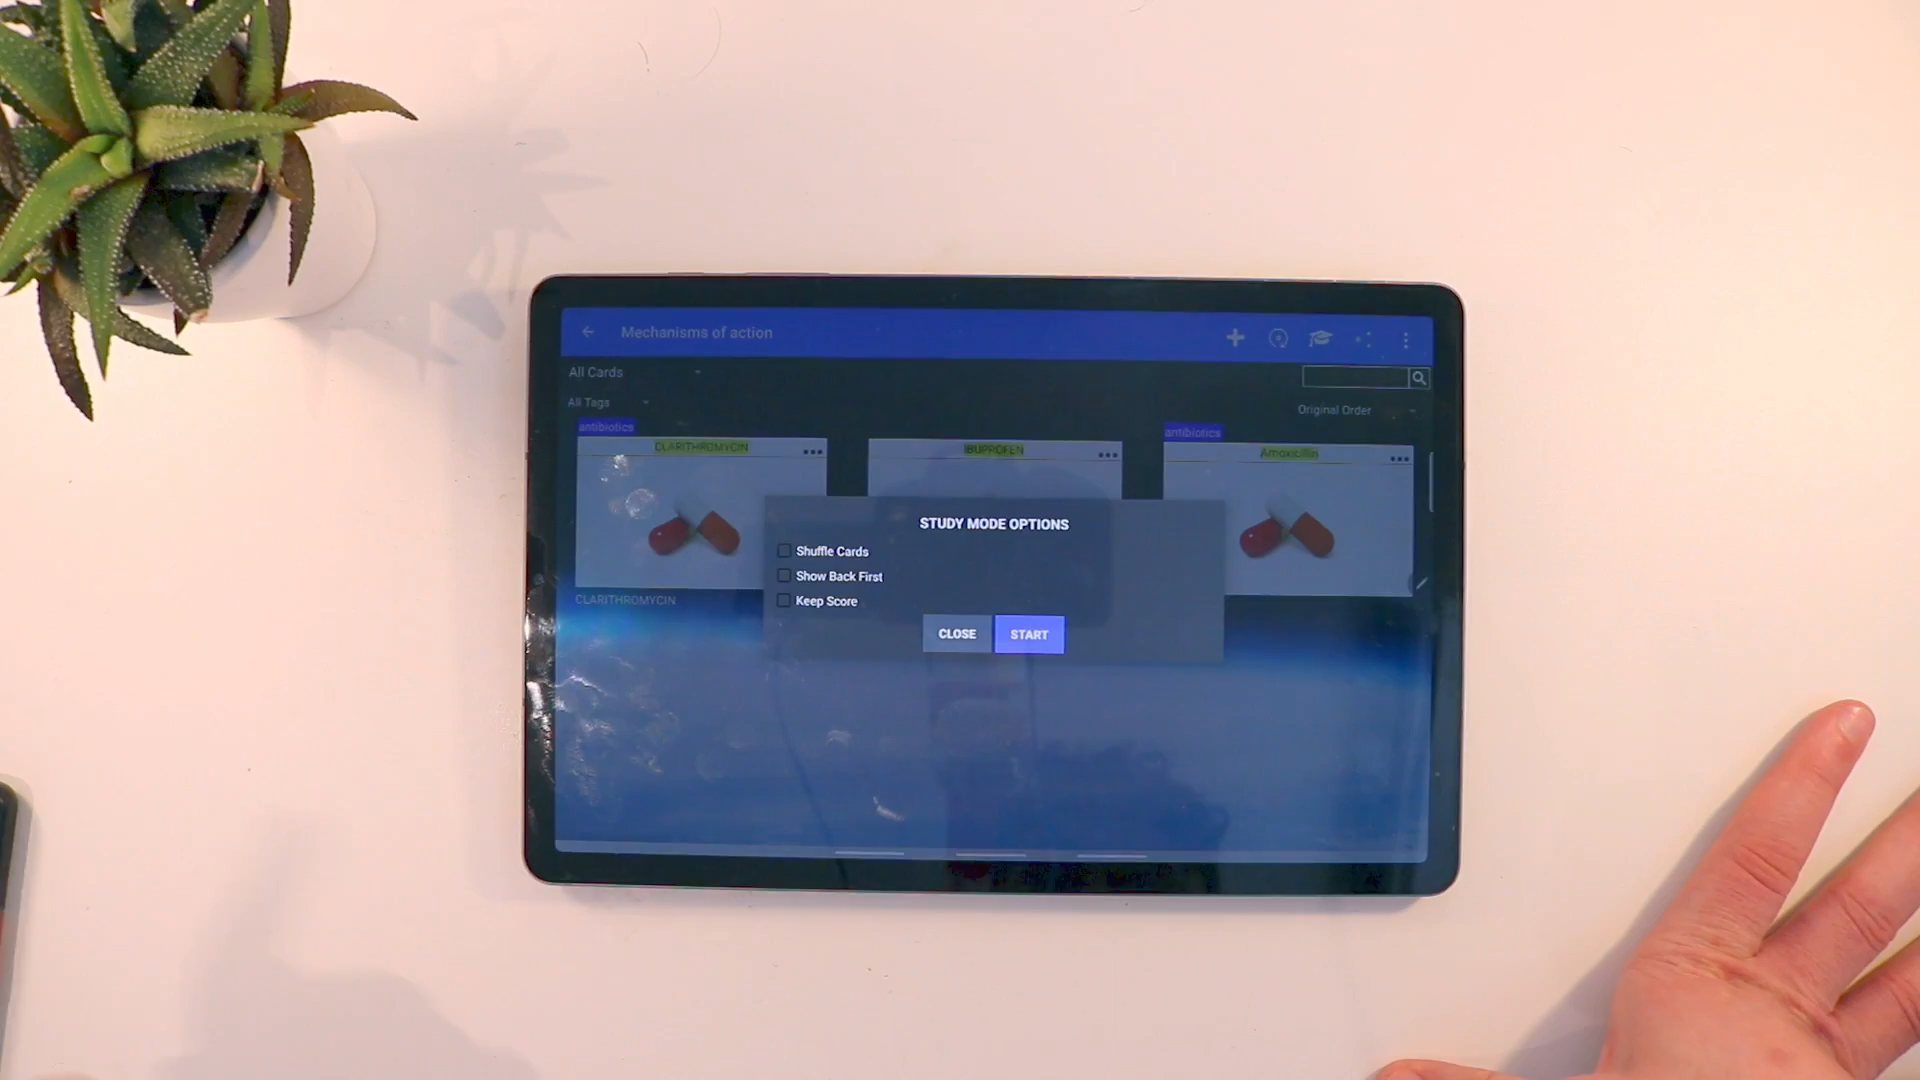 Mechanisms of action
All Cards
All Tags
Original Order
antibiotics
antibiotics
CLARITHROMYCIN
IBUPROFEN
Amoxicillin
STUDY MODE OPTIONS
Shuffle Cards
Show Back First
Keep Score
CLARITHROMYCIN
CLOSE
START